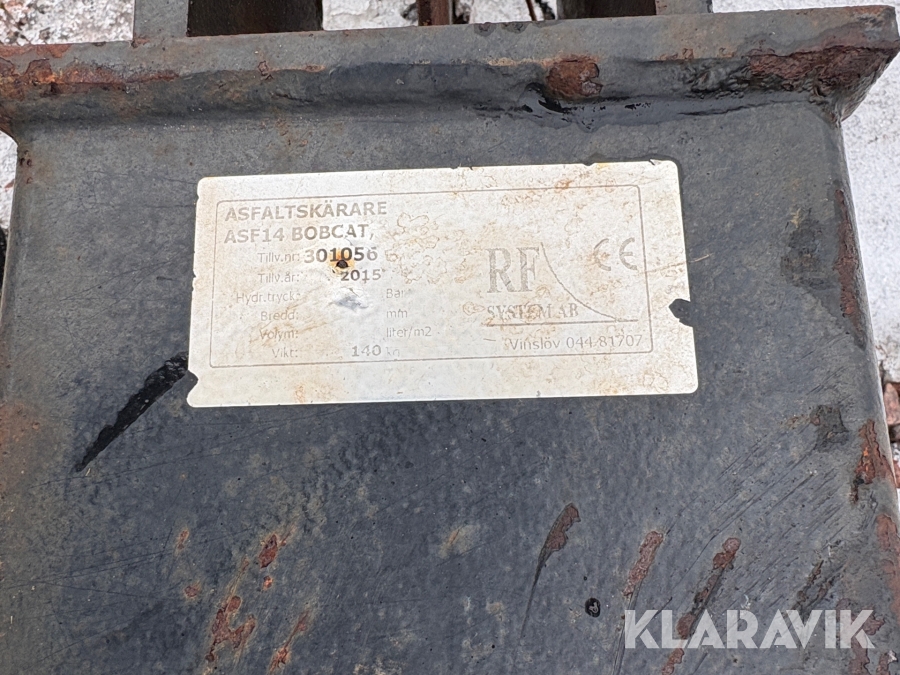 ASFALTSKÄRARE
ASF14 BOBCAT,
Tillv.nr: 301056
Tillv.år: 2015
Hydr.tryck: Bar
Bredd: mm
Volym: liter/m2
Vikt: 140 kg
RF
SYSTEM AB
CE
Vinslöv 044 81707
KLARAVIK